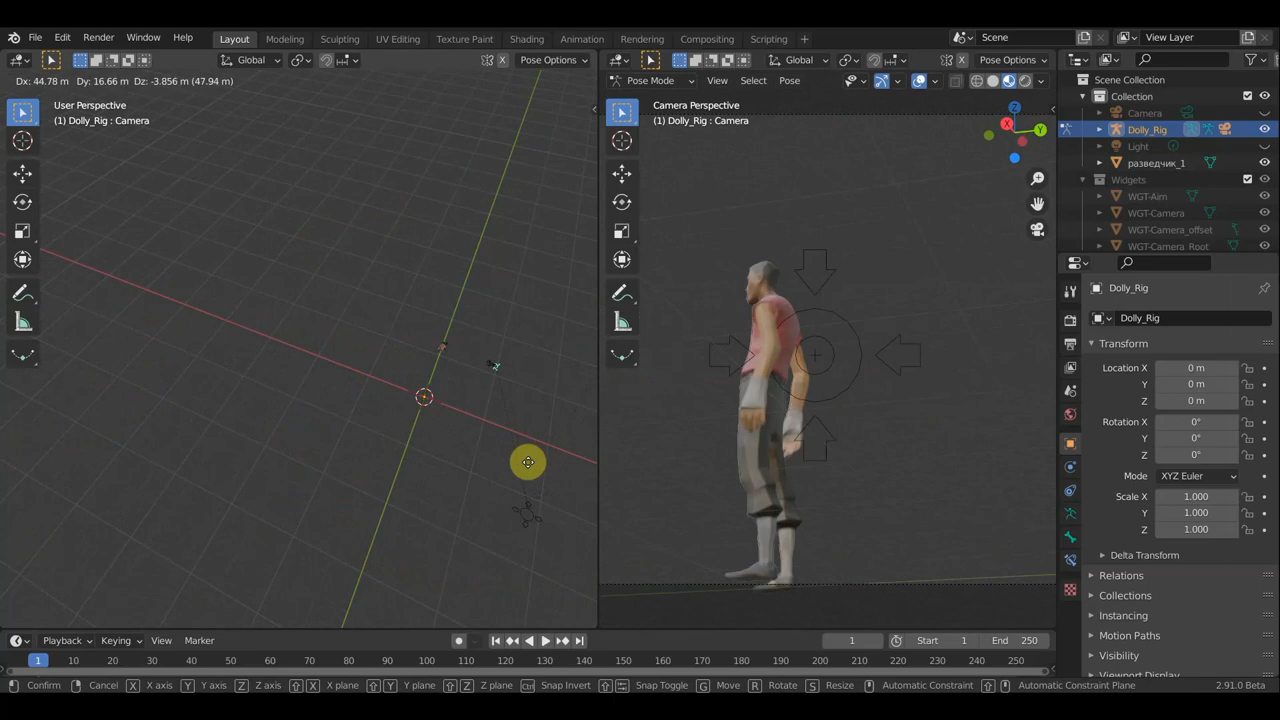 File Edit Render Window Help Layout Modeling Sculpting UV Editing Texture Paint Shading Animation Rendering Compositing Scripting + Scene View Layer
Global Pose Options
Global Pose Options
Dx: 44.78 m Dy: 16.66 m Dz: -3.856 m (47.94 m)
Pose Mode View Select Pose
User Perspective
(1) Dolly_Rig : Camera
Camera Perspective
(1) Dolly_Rig : Camera
Z
X
Y
Scene Collection
Collection
Camera
Dolly_Rig
Light
разведчик_1
Widgets
WGT-Aim
WGT-Camera
WGT-Camera_offset
WGT-Camera_Root
Dolly_Rig
Dolly_Rig
Transform
Location X 0 m
Y 0 m
Z 0 m
Rotation X 0°
Y 0°
Z 0°
Mode XYZ Euler
Scale X 1.000
Y 1.000
Z 1.000
Delta Transform
Relations
Collections
Instancing
Motion Paths
Visibility
Viewport Display
Playback Keying View Marker 1 Start 1 End 250
1 10 20 30 40 50 60 70 80 90 100 110 120 130 140 150 160 170 180 190 200 210 220 230 240 250
Confirm Cancel X X axis Y Y axis Z Z axis X X plane Y Y plane Z Z plane Ctrl Snap Invert Snap Toggle G Move R Rotate S Resize Automatic Constraint Automatic Constraint Plane 2.91.0 Beta